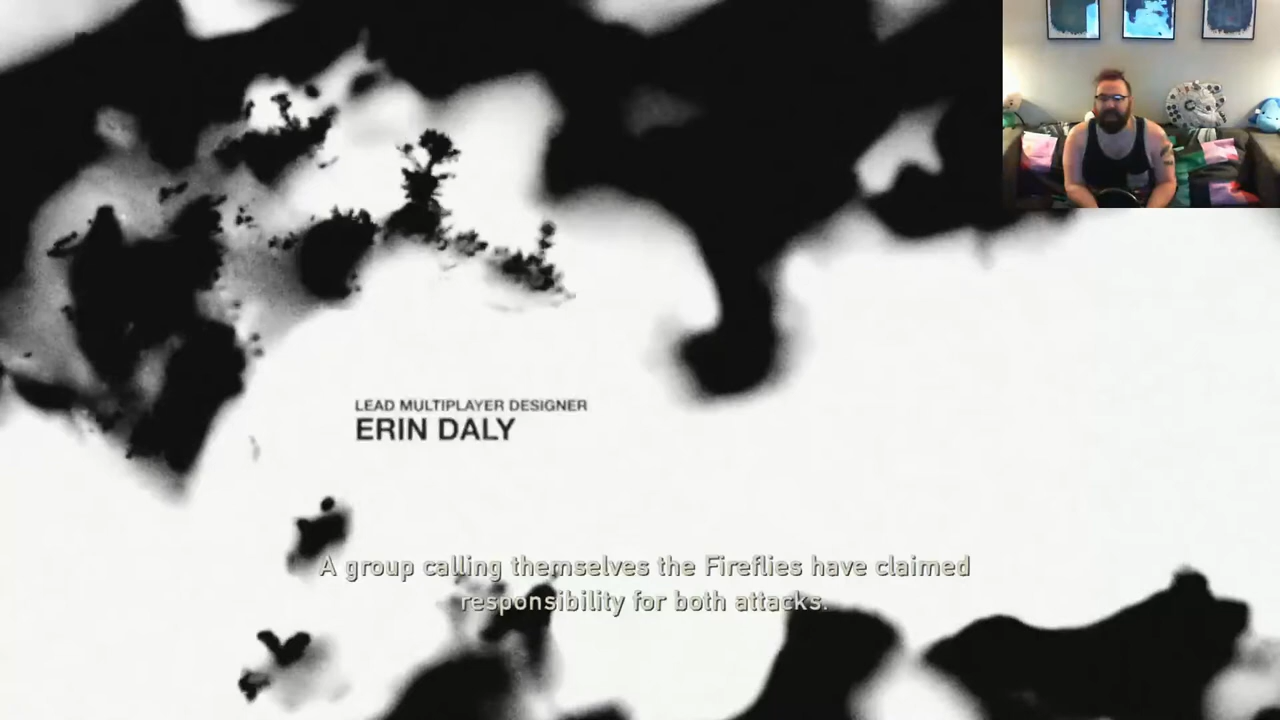 LEAD MULTIPLAYER DESIGNER
ERIN DALY
A group calling themselves the Fireflies have claimed
responsibility for both attacks.